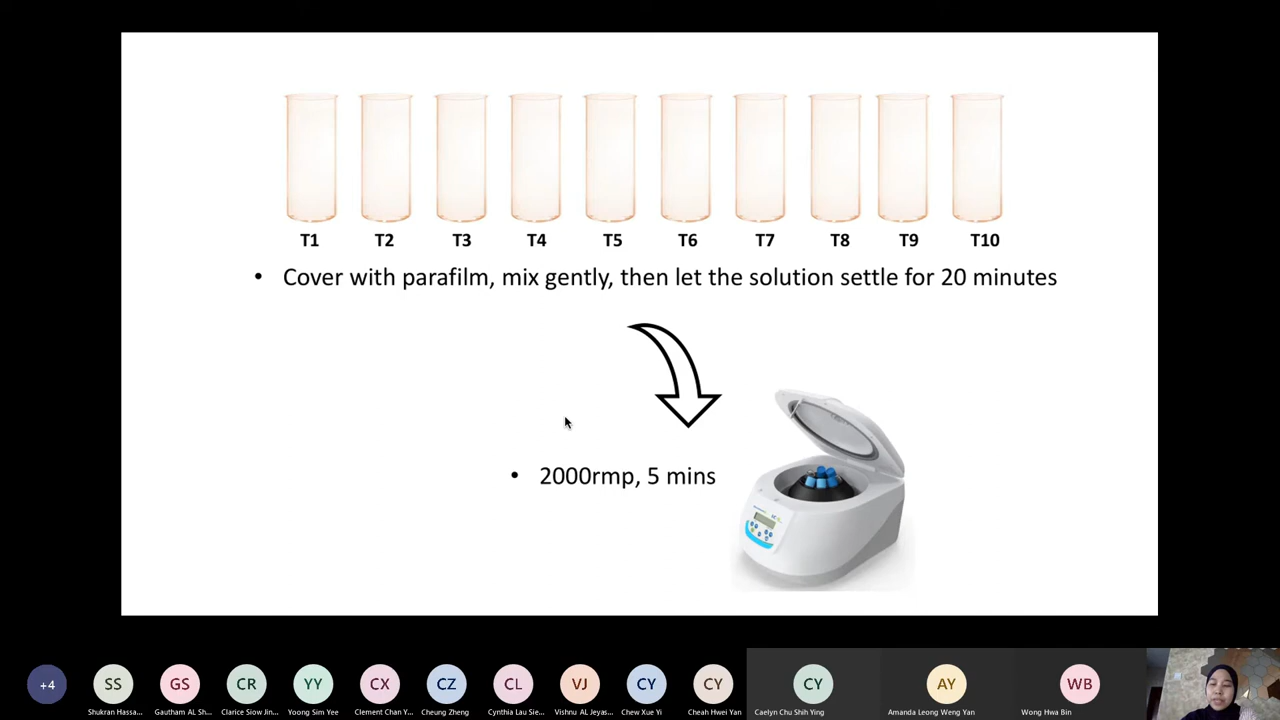 T1 T2 T3 T4 T5 T6 T7 T8 T9 T10
• Cover with parafilm, mix gently, then let the solution settle for 20 minutes
• 2000rmp, 5 mins
+4 SS GS CR YY CX CZ CL VJ CY CY CY AY WB
Shukran Hassa... Gautham AL Sh... Clarice Siow Jin... Yoong Sim Yee Clement Chan Y... Cheung Zheng Cynthia Lau Sie... Vishnu AL Jeyas... Chew Xue Yi Cheah Hwei Yan Caelyn Chu Shih Ying Amanda Leong Weng Yan Wong Hwa Bin